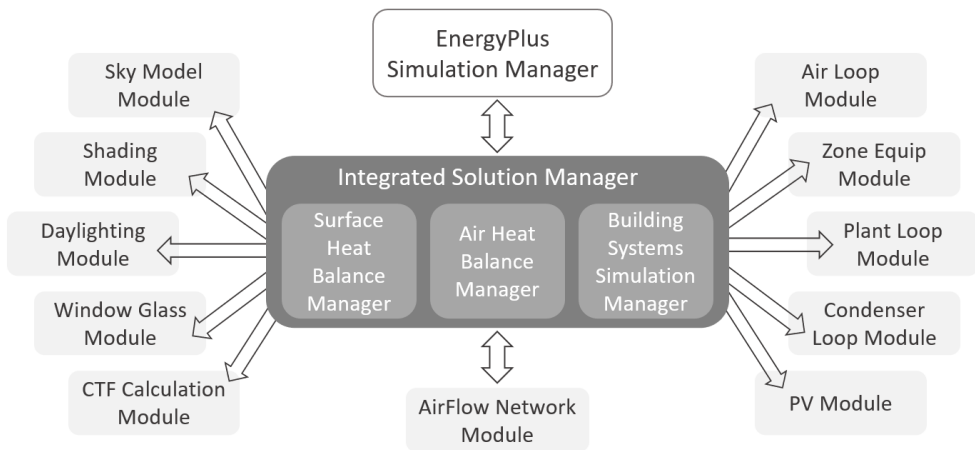 EnergyPlus
Simulation Manager
Sky Model
Module
Shading
Module
Daylighting
Module
Window Glass
Module
CTF Calculation
Module
Integrated Solution Manager
Surface
Heat
Balance
Manager
Air Heat
Balance
Manager
Building
Systems
Simulation
Manager
AirFlow Network
Module
Air Loop
Module
Zone Equip
Module
Plant Loop
Module
Condenser
Loop Module
PV Module